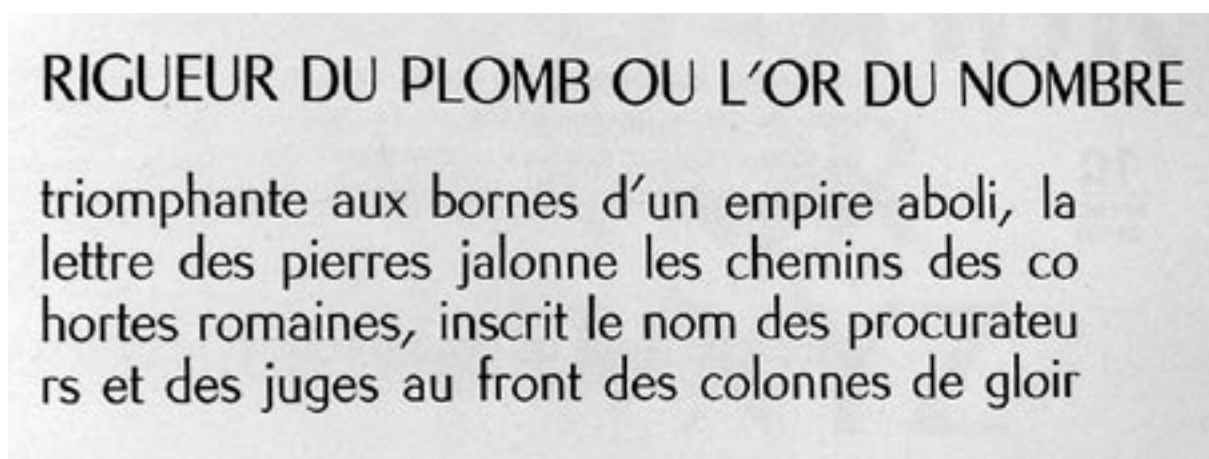 RIGUEUR DU PLOMB OU L'OR DU NOMBRE
triomphante aux bornes d'un empire aboli, la
lettre des pierres jalonne les chemins des co
hortes romaines, inscrit le nom des procurateu
rs et des juges au front des colonnes de gloir